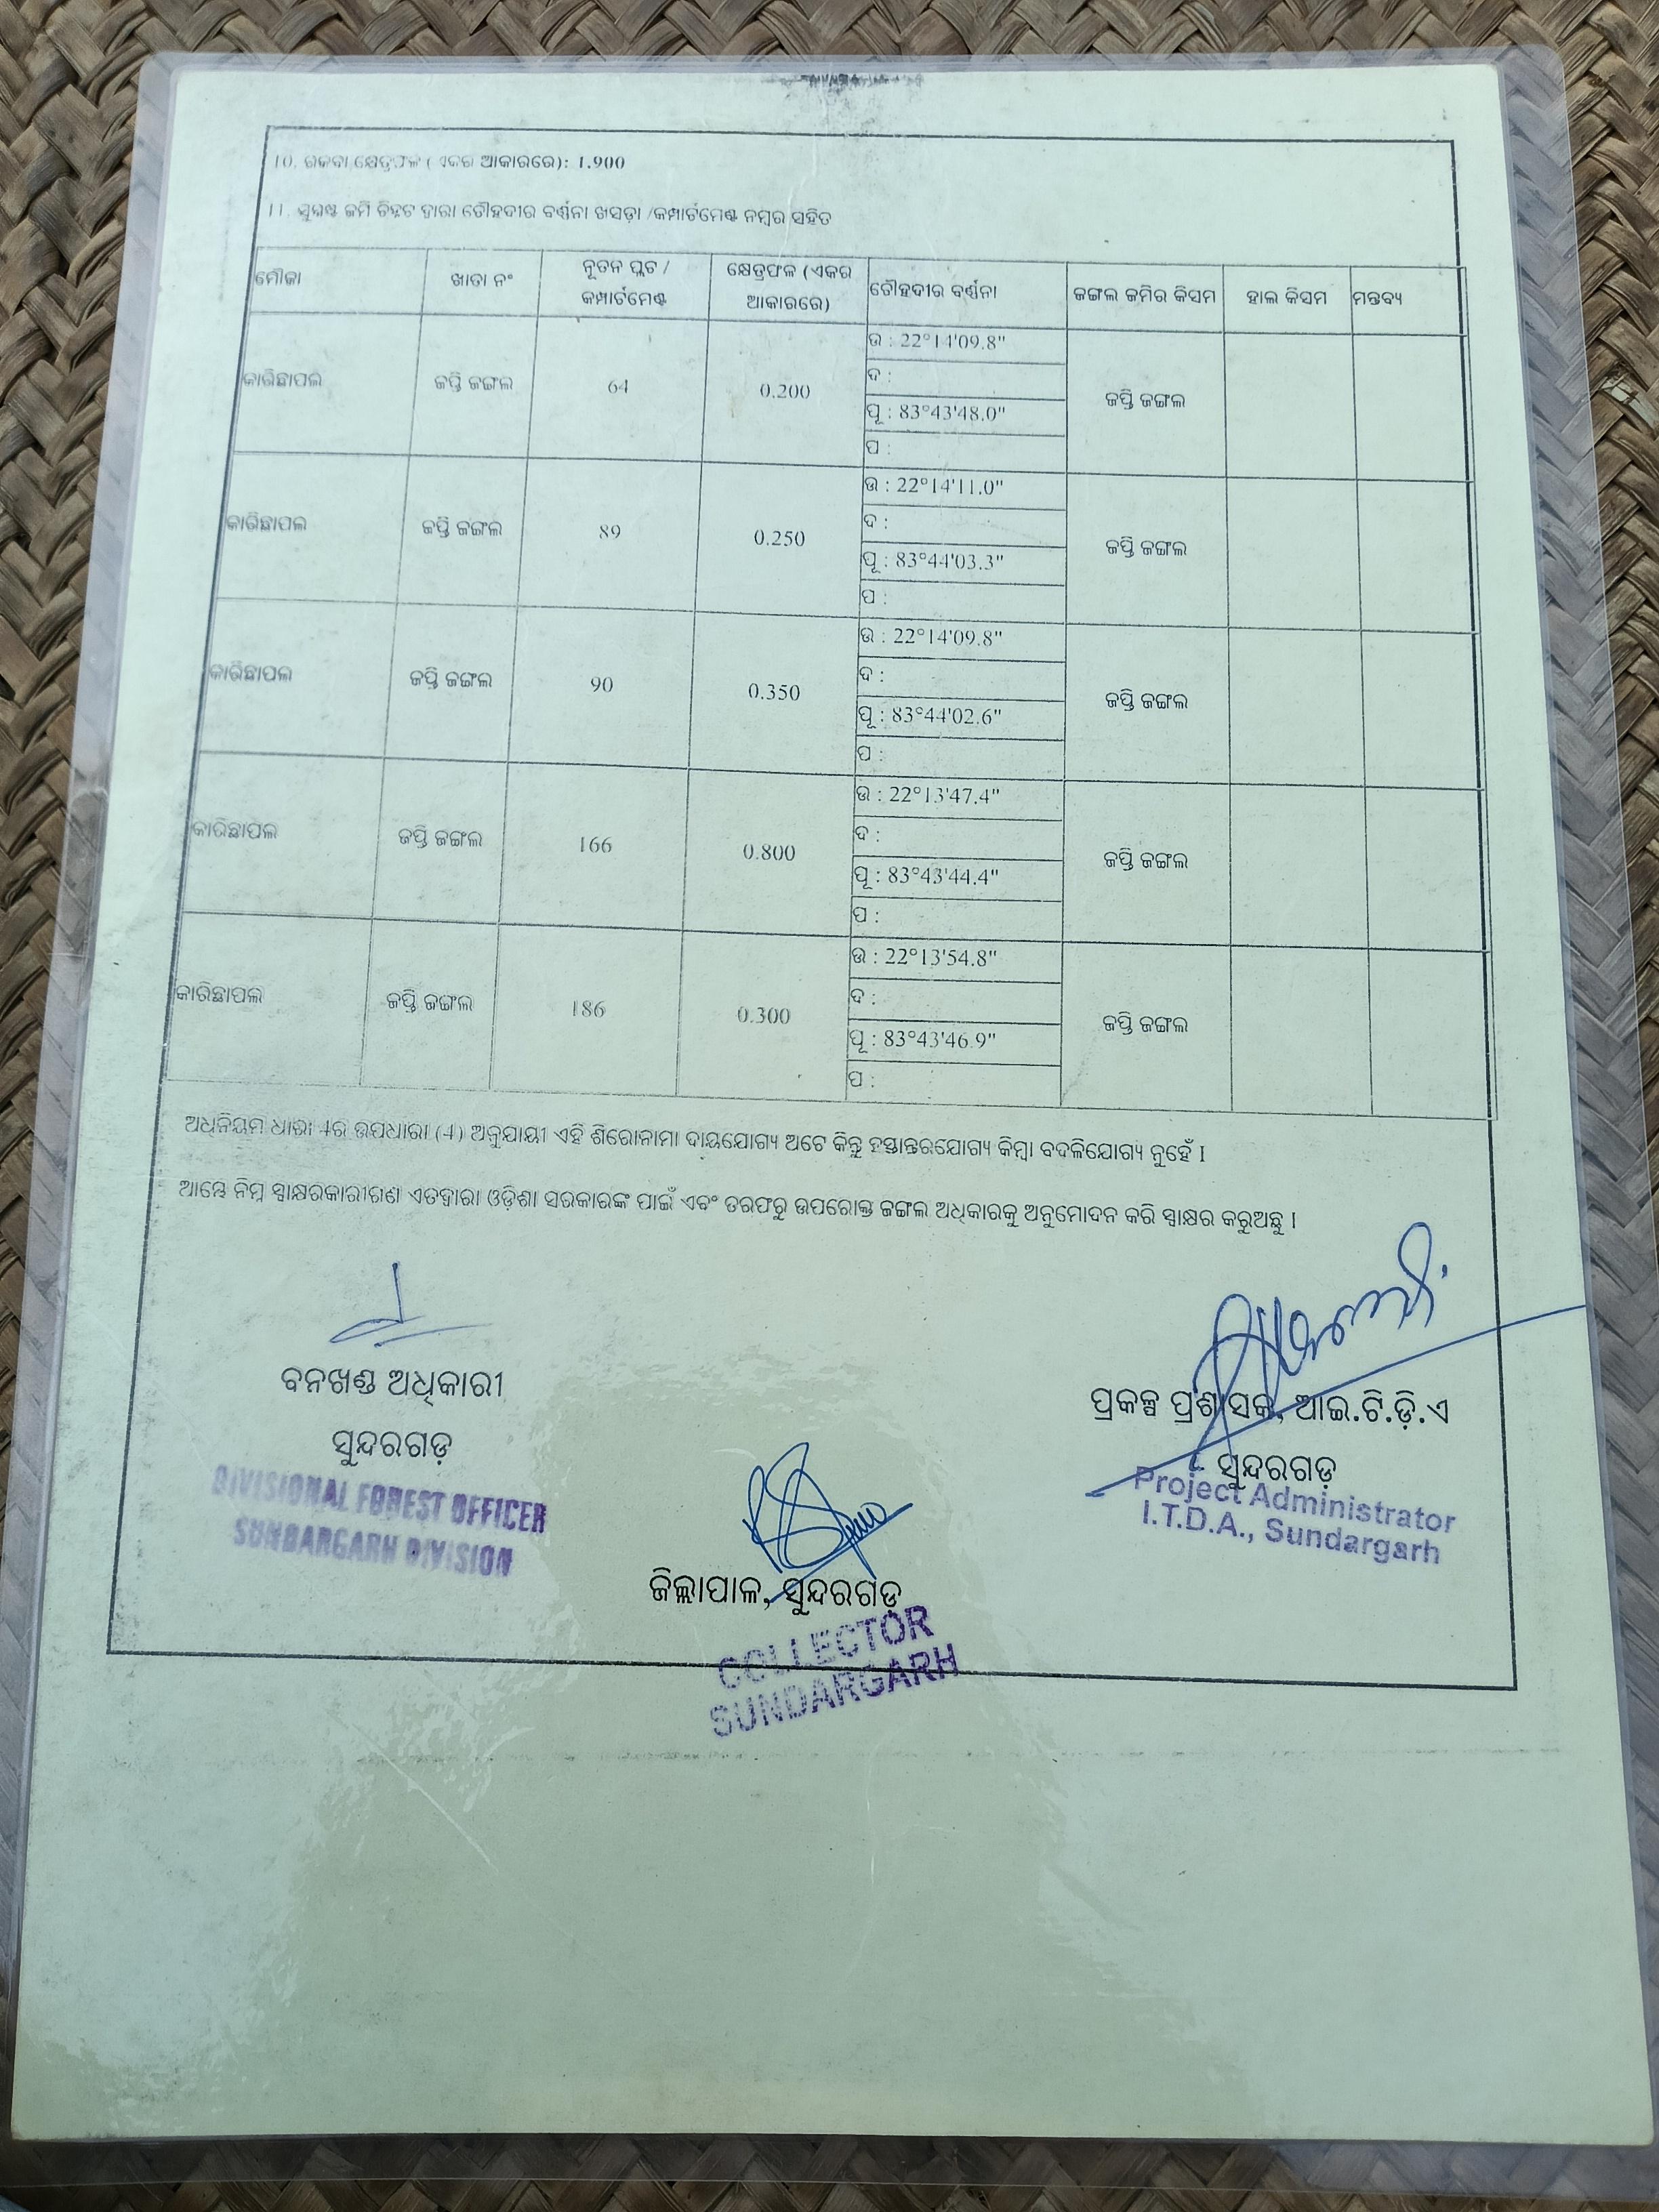 10. ରକବା କ୍ଷେତ୍ରଫଳ ( ଏକର ଆକାରରେ): 1.900
11. ସୁସ୍ପଷ୍ଟ ଜମି ଚିହ୍ନଟ ଦ୍ୱାରା ଚୌହଦୀର ବର୍ଣ୍ଣନା ଖସଡ଼ା /କମ୍ପାର୍ଟମେଣ୍ଟ ନମ୍ବର ସହିତ
ମୌଜା ଖାତା ନଂ ନୂତନ ପ୍ଲଟ / କମ୍ପାର୍ଟମେଣ୍ଟ କ୍ଷେତ୍ରଫଳ (ଏକର ଆକାରରେ) ଚୌହଦୀର ବର୍ଣ୍ଣନା ଜଙ୍ଗଲ ଜମିର କିସମ ହାଲ କିସମ ମନ୍ତବ୍ୟ
କାରିଛାପଲ ଜପ୍ତି ଜଙ୍ଗଲ 64 0.200 ଉ : 22°14'09.8" ଜପ୍ତି ଜଙ୍ଗଲ
ଦ :
ପୂ : 83°43'48.0"
ପ :
କାରିଛାପଲ ଜପ୍ତି ଜଙ୍ଗଲ 89 0.250 ଉ : 22°14'11.0" ଜପ୍ତି ଜଙ୍ଗଲ
ଦ :
ପୂ : 83°44'03.3"
ପ :
କାରିଛାପଲ ଜପ୍ତି ଜଙ୍ଗଲ 90 0.350 ଉ : 22°14'09.8" ଜପ୍ତି ଜଙ୍ଗଲ
ଦ :
ପୂ : 83°44'02.6"
ପ :
କାରିଛାପଲ ଜପ୍ତି ଜଙ୍ଗଲ 166 0.800 ଉ : 22°13'47.4" ଜପ୍ତି ଜଙ୍ଗଲ
ଦ :
ପୂ : 83°43'44.4"
ପ :
କାରିଛାପଲ ଜପ୍ତି ଜଙ୍ଗଲ 186 0.300 ଉ : 22°13'54.8" ଜପ୍ତି ଜଙ୍ଗଲ
ଦ :
ପୂ : 83°43'46.9"
ପ :
ଅଧିନିୟମ ଧାରା 4ର ଉପଧାରା (4) ଅନୁଯାୟୀ ଏହି ଶିରୋନାମା ଦାୟଯୋଗ୍ୟ ଅଟେ କିନ୍ତୁ ହସ୍ତାନ୍ତରଯୋଗ୍ୟ କିମ୍ବା ବଦଳିଯୋଗ୍ୟ ନୁହେଁ ।
ଆମ୍ଭେ ନିମ୍ନ ସ୍ୱାକ୍ଷରକାରୀଗଣ ଏତଦ୍ୱାରା ଓଡ଼ିଶା ସରକାରଙ୍କ ପାଇଁ ଏବଂ ତରଫରୁ ଉପରୋକ୍ତ ଜଙ୍ଗଲ ଅଧିକାରକୁ ଅନୁମୋଦନ କରି ସ୍ୱାକ୍ଷର କରୁଅଛୁ ।
ବନଖଣ୍ଡ ଅଧିକାରୀ
ସୁନ୍ଦରଗଡ଼
DIVISIONAL FOREST OFFICER
SUNDARGARH DIVISION
ଜିଲ୍ଲାପାଳ, ସୁନ୍ଦରଗଡ଼
COLLECTOR
SUNDARGARH
ପ୍ରକଳ୍ପ ପ୍ରଶାସକ, ଆଇ.ଟି.ଡ଼ି.ଏ
ସୁନ୍ଦରଗଡ଼
Project Administrator
I.T.D.A., Sundargarh